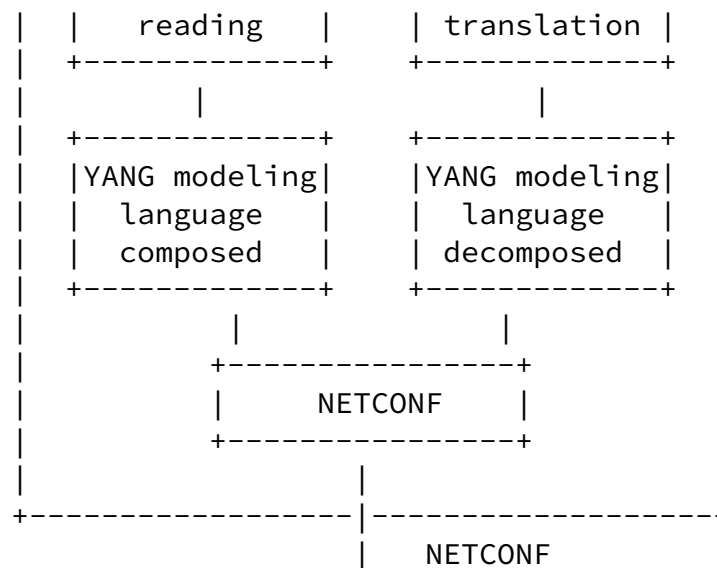 reading translation
YANG modeling YANG modeling
language language
composed decomposed
NETCONF
NETCONF